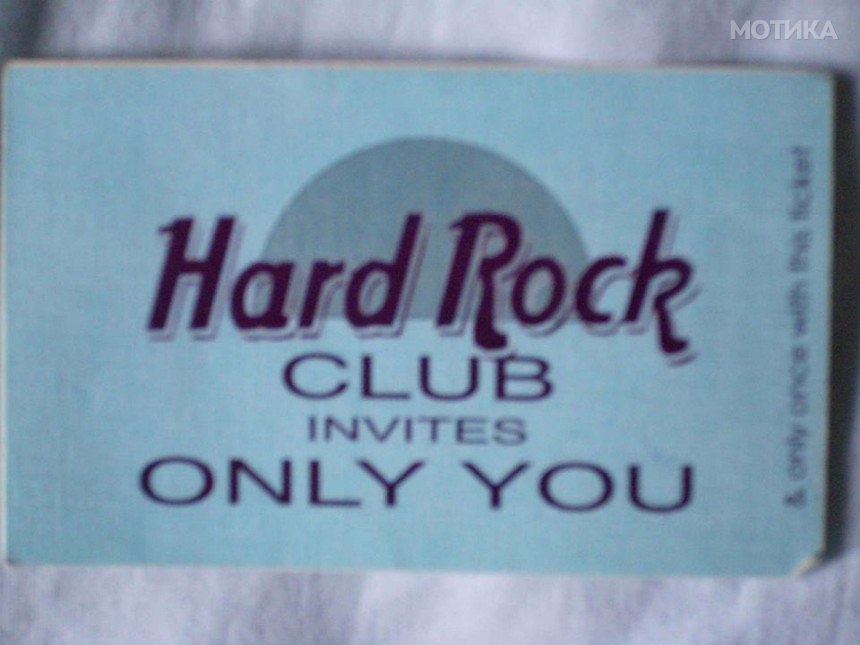 МОТИКА
Hard Rock
CLUB
INVITES
ONLY YOU
& only once with this ticket